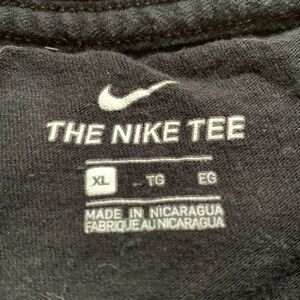 THE NIKE TEE
XL TG EG
MADE IN NICARAGUA
FABRIQUE AU NICARAGUA